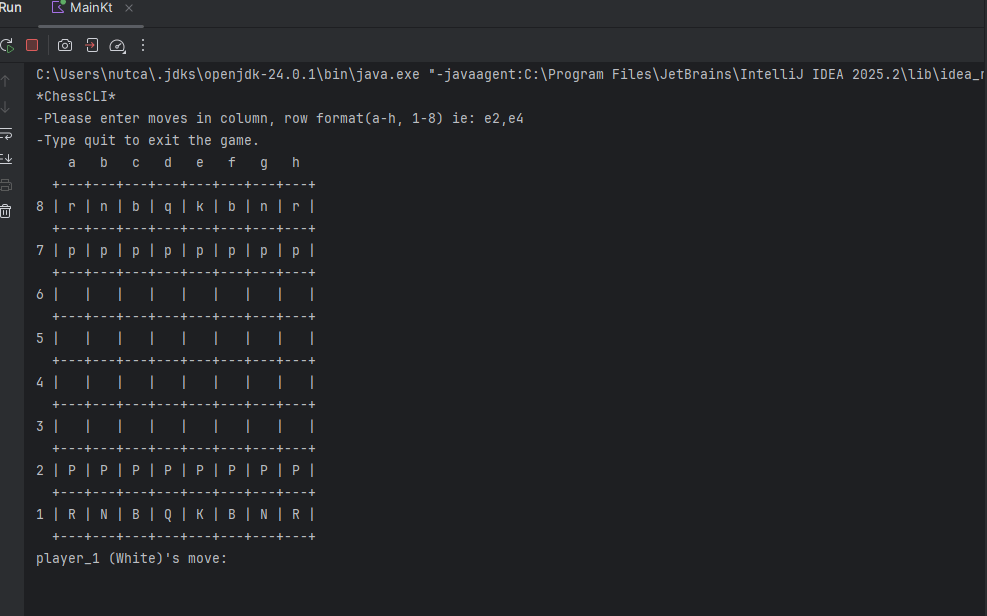 Run MainKt
C:\Users\nutca\.jdks\openjdk-24.0.1\bin\java.exe "-javaagent:C:\Program Files\JetBrains\IntelliJ IDEA 2025.2\lib\idea_r
*ChessCLI*
-Please enter moves in column, row format(a-h, 1-8) ie: e2,e4
-Type quit to exit the game.
    a   b   c   d   e   f   g   h
  +---+---+---+---+---+---+---+---+
8 | r | n | b | q | k | b | n | r |
  +---+---+---+---+---+---+---+---+
7 | p | p | p | p | p | p | p | p |
  +---+---+---+---+---+---+---+---+
6 |   |   |   |   |   |   |   |   |
  +---+---+---+---+---+---+---+---+
5 |   |   |   |   |   |   |   |   |
  +---+---+---+---+---+---+---+---+
4 |   |   |   |   |   |   |   |   |
  +---+---+---+---+---+---+---+---+
3 |   |   |   |   |   |   |   |   |
  +---+---+---+---+---+---+---+---+
2 | P | P | P | P | P | P | P | P |
  +---+---+---+---+---+---+---+---+
1 | R | N | B | Q | K | B | N | R |
  +---+---+---+---+---+---+---+---+
player_1 (White)'s move: